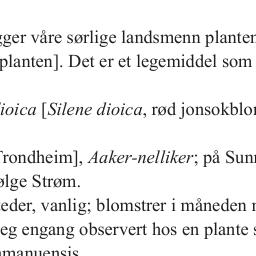 gger våre sørlige landsmenn planten
planten]. Det er et legemiddel som
ioica [Silene dioica, rød jonsokblom
Trondheim], Aaker-nelliker; på Sunn
ølge Strøm.
eder, vanlig; blomstrer i måneden
eg engang observert hos en plante s
manuensis